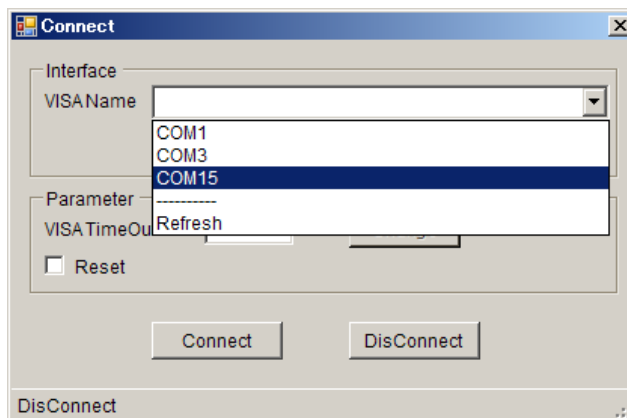 Connect
Interface
VISA Name
COM1
COM3
COM15
----------
Refresh
Parameter
VISA TimeOu
Reset
Connect DisConnect
DisConnect